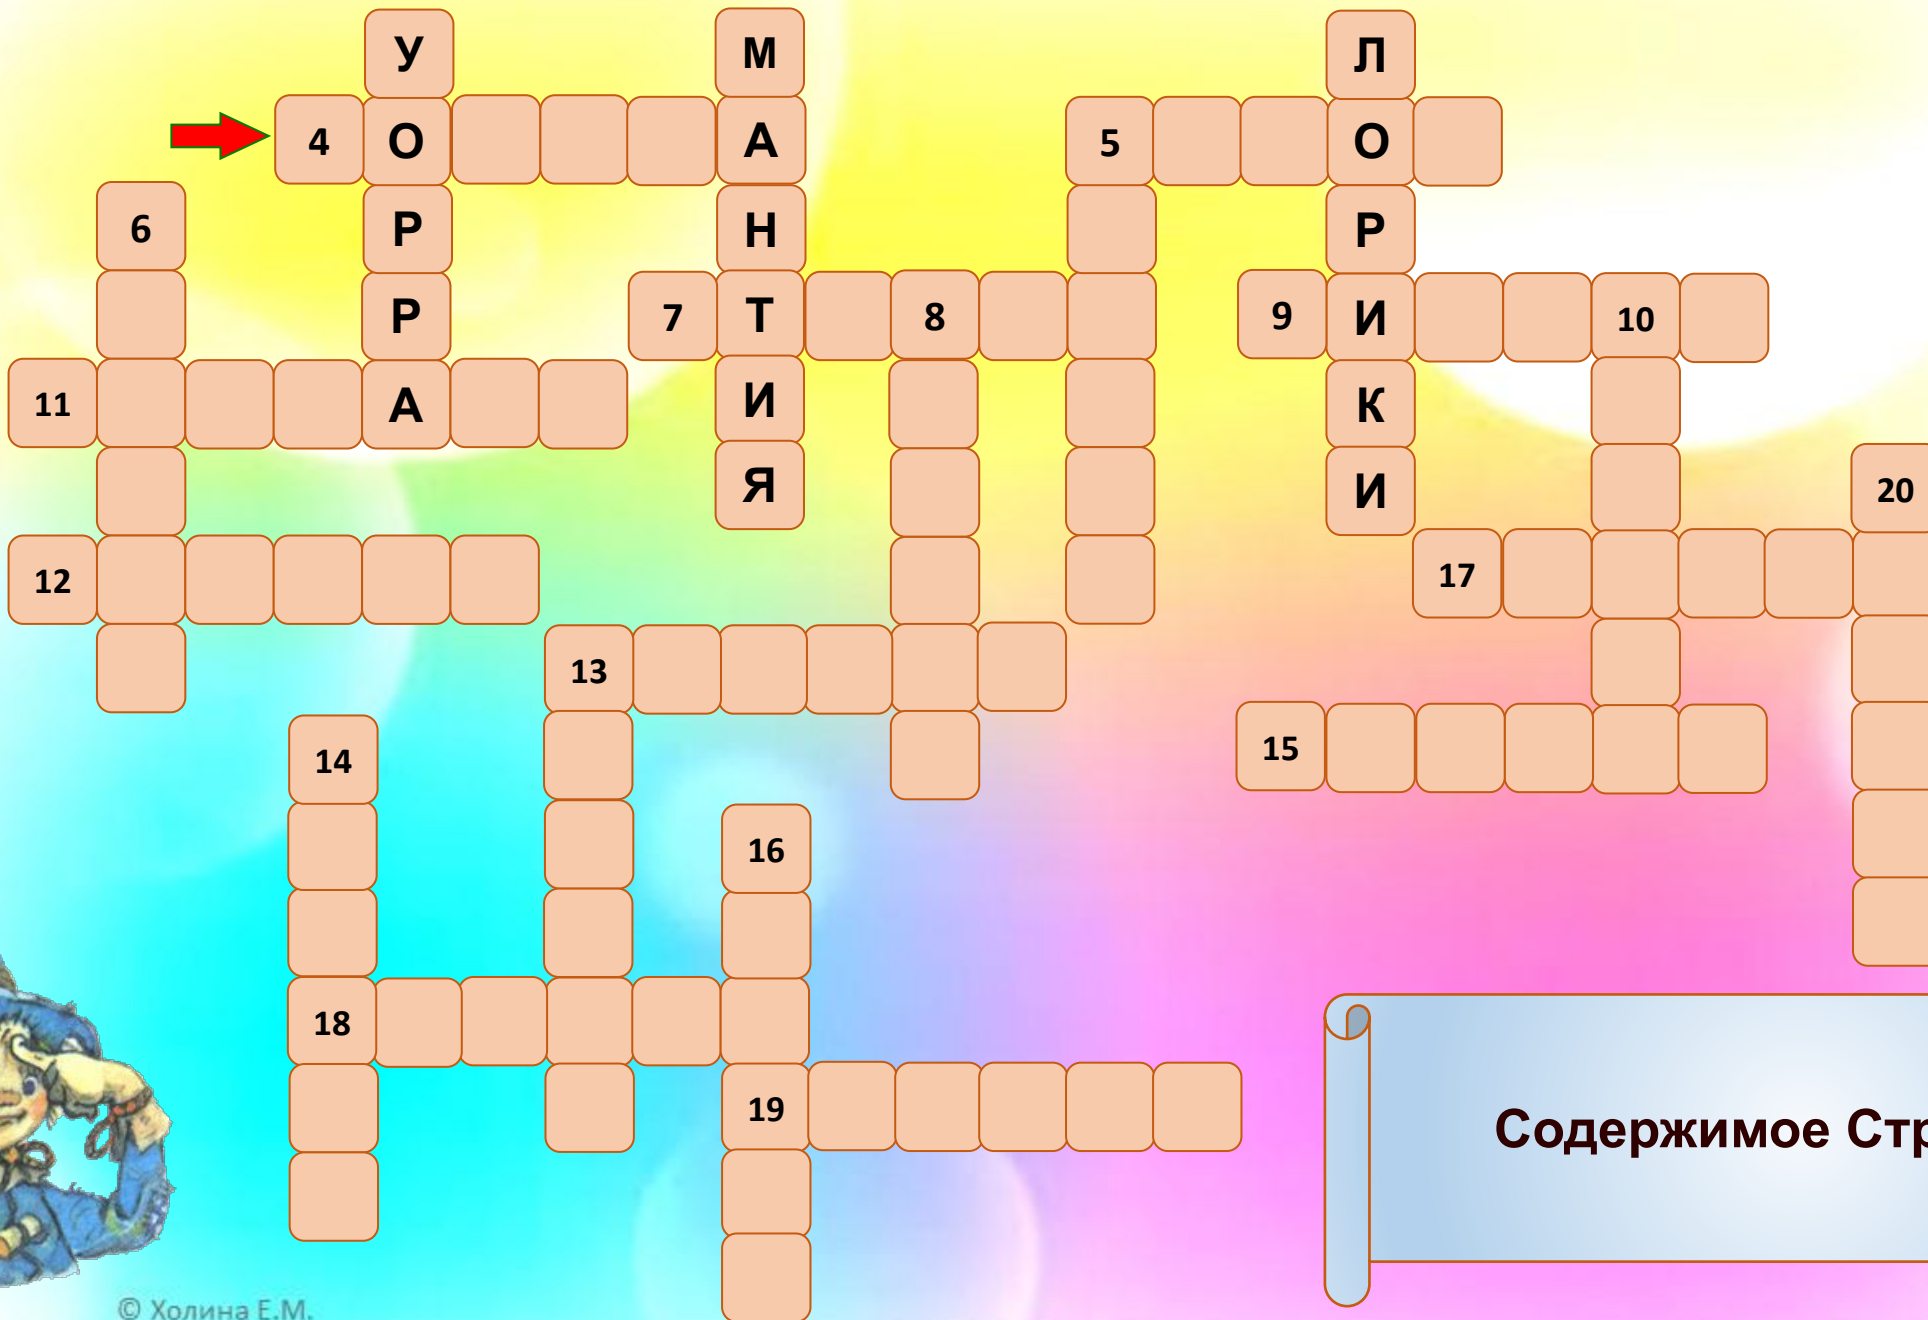 У М Л
4 О А 5 О
6 Р Н Р
Р 7 Т 8 9 И 10
11 А И К
Я И 20
12 17
13
14 15
16
18
19
Содержимое
© Холина Е.М.